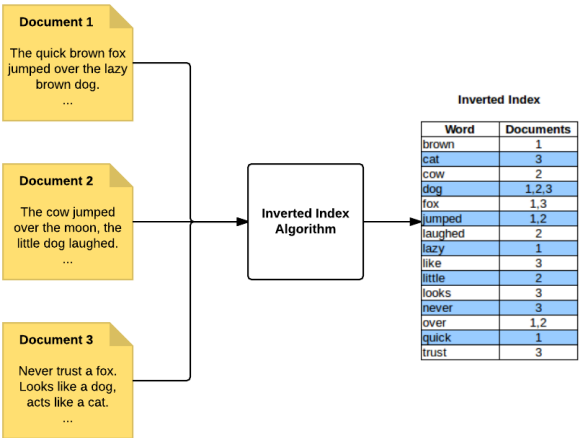 Document 1
The quick brown fox
jumped over the lazy
brown dog.
...
Document 2
The cow jumped
over the moon, the
little dog laughed.
...
Document 3
Never trust a fox.
Looks like a dog,
acts like a cat.
...
Inverted Index
Algorithm
Inverted Index
Word Documents
brown 1
cat 3
cow 2
dog 1,2,3
fox 1,3
jumped 1,2
laughed 2
lazy 1
like 3
little 2
looks 3
never 3
over 1,2
quick 1
trust 3